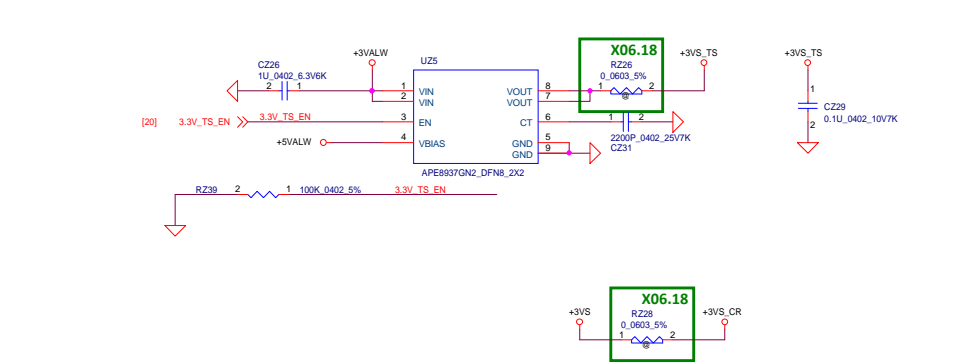 X06.18
+3VALW
+3VS_TS
+3VS_TS
CZ26
UZ5
RZ26
1U_0402_6.3V6K
0_0603_5%
2 1
1 VIN
2 VIN
VOUT 8
VOUT 7
1 2
@
1
CZ29
0.1U_0402_10V7K
2
[20] 3.3V_TS_EN 3.3V_TS_EN
3 EN
CT 6
1 2
2200P_0402_25V7K
CZ31
+5VALW
4 VBIAS
GND 5
GND 9
APE8937GN2_DFN8_2X2
RZ39 2 1 100K_0402_5% 3.3V_TS_EN
X06.18
+3VS
RZ28
+3VS_CR
0_0603_5%
1 2
@